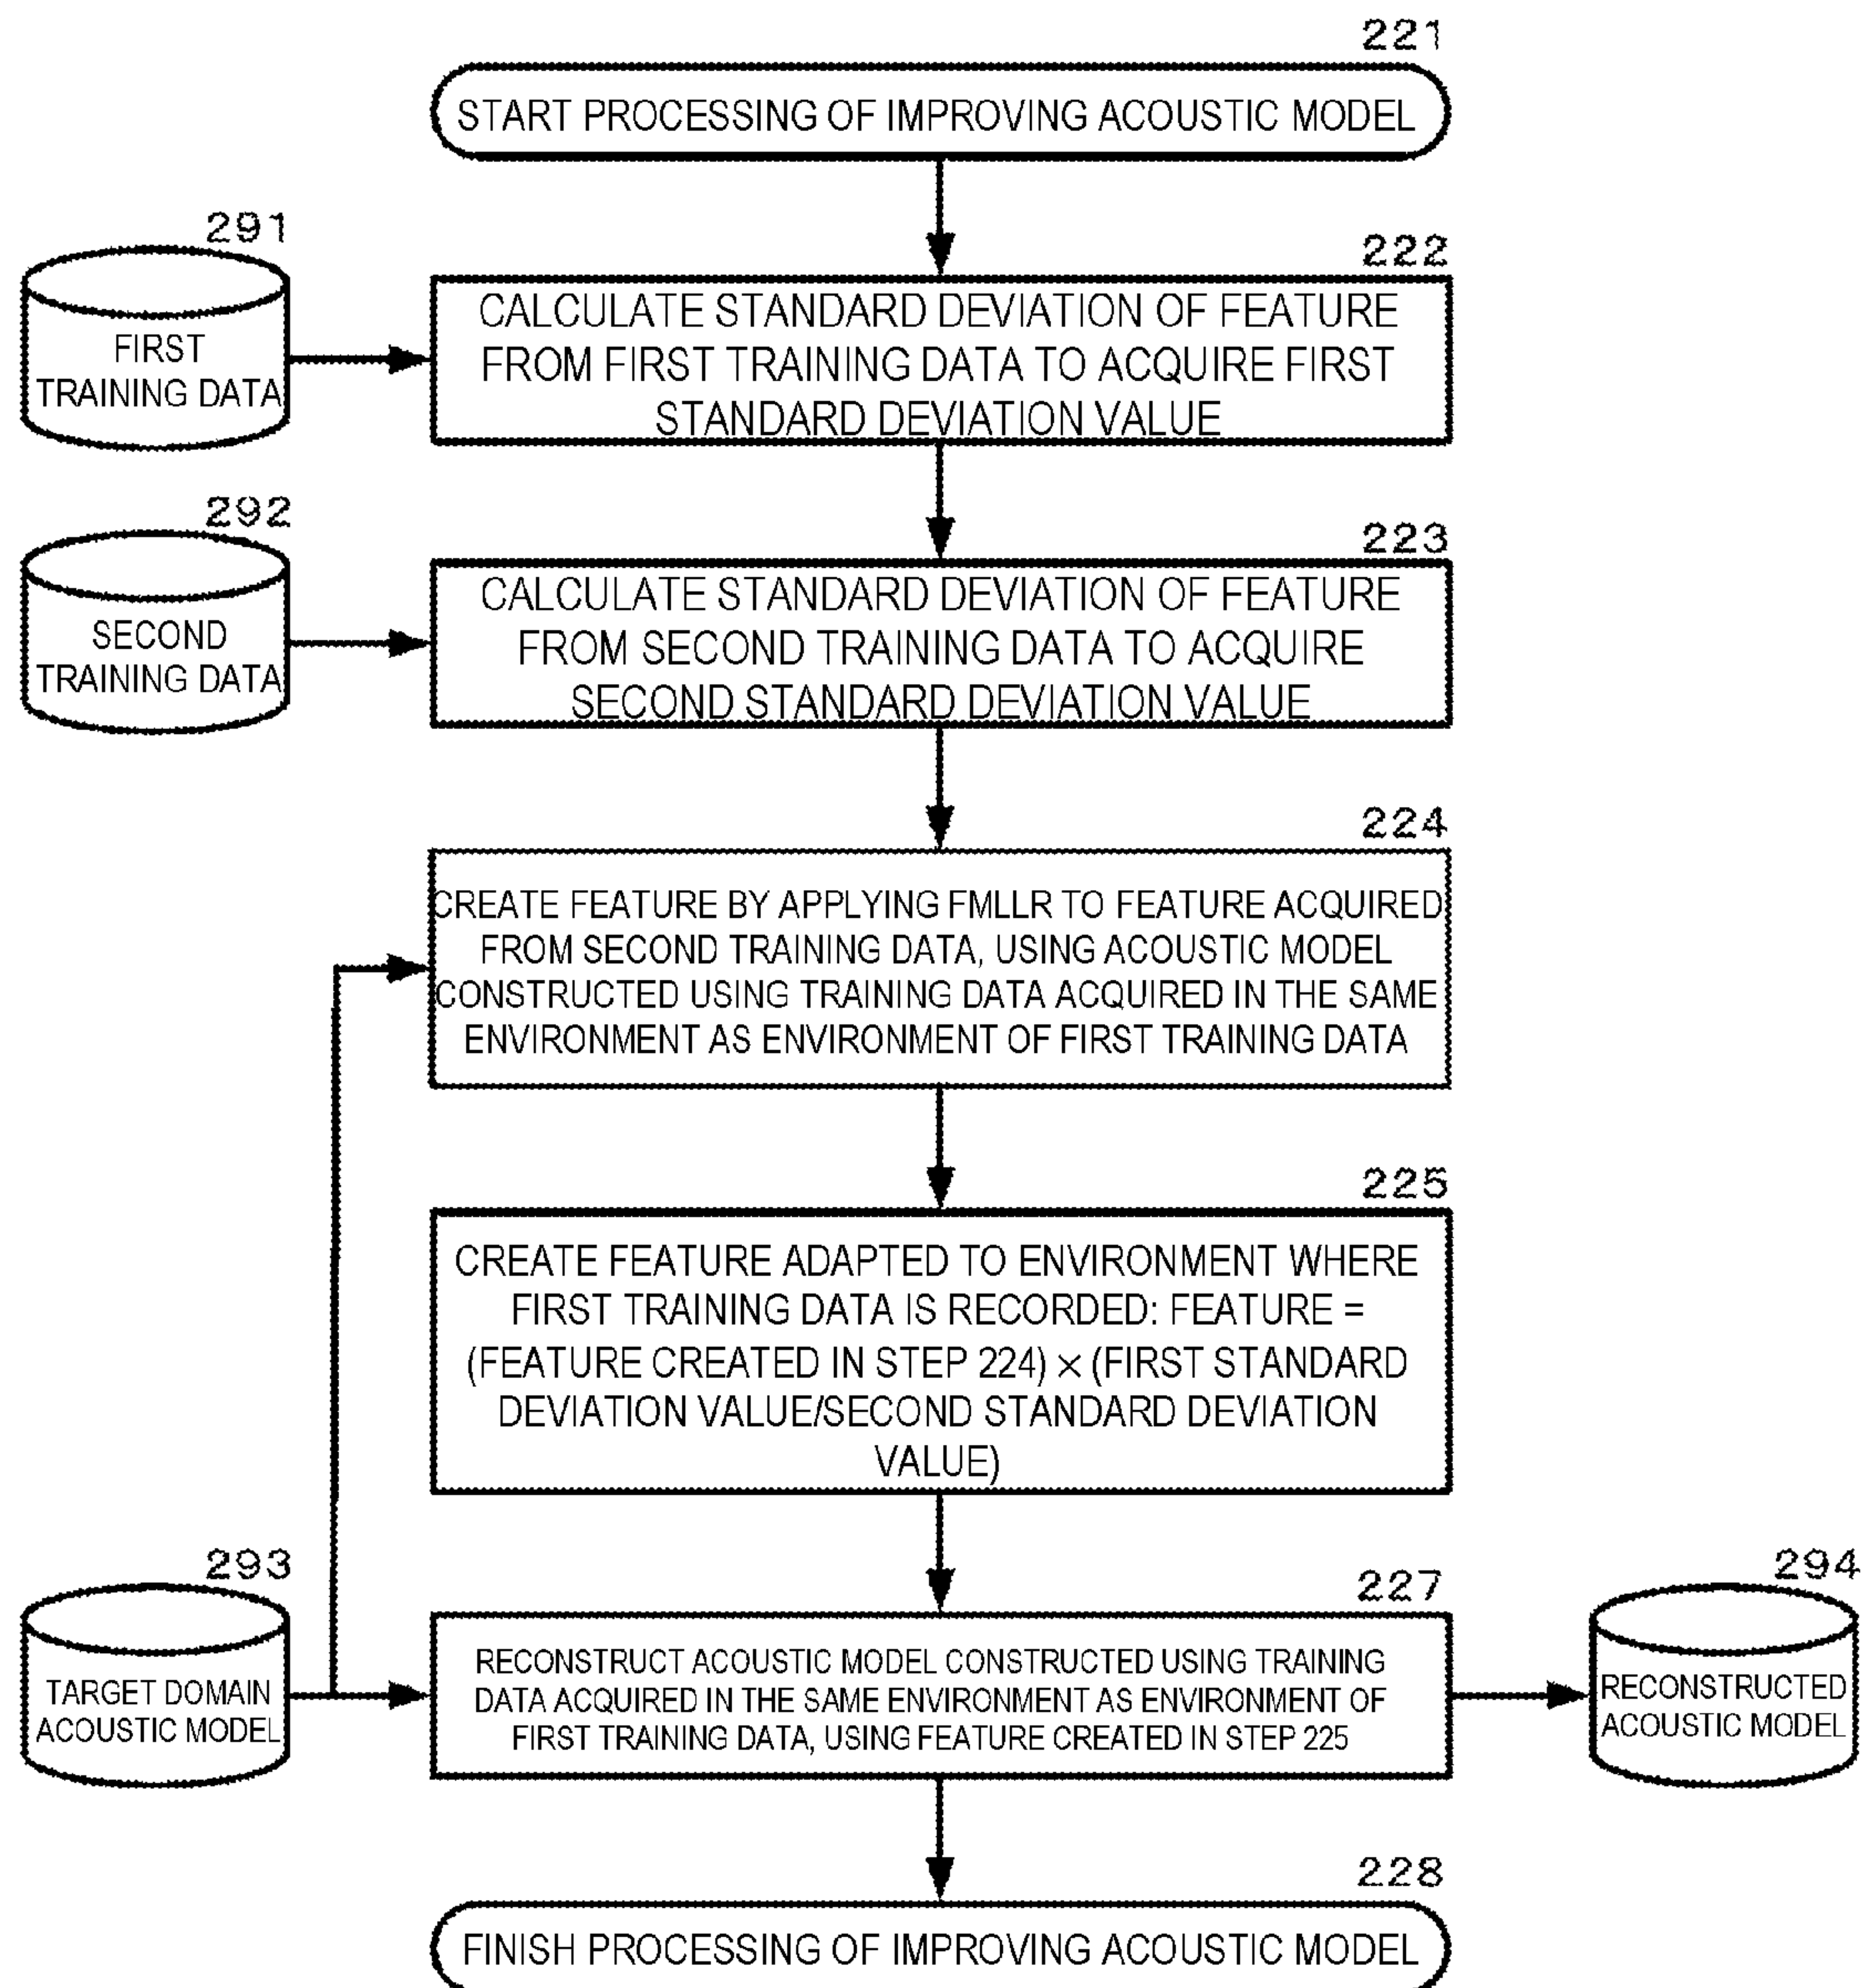 221
START PROCESSING OF IMPROVING ACOUSTIC MODEL
291
FIRST
TRAINING DATA
222
CALCULATE STANDARD DEVIATION OF FEATURE
FROM FIRST TRAINING DATA TO ACQUIRE FIRST
STANDARD DEVIATION VALUE
292
SECOND
TRAINING DATA
223
CALCULATE STANDARD DEVIATION OF FEATURE
FROM SECOND TRAINING DATA TO ACQUIRE
SECOND STANDARD DEVIATION VALUE
224
CREATE FEATURE BY APPLYING FMLLR TO FEATURE ACQUIRED
FROM SECOND TRAINING DATA, USING ACOUSTIC MODEL
CONSTRUCTED USING TRAINING DATA ACQUIRED IN THE SAME
ENVIRONMENT AS ENVIRONMENT OF FIRST TRAINING DATA
225
CREATE FEATURE ADAPTED TO ENVIRONMENT WHERE
FIRST TRAINING DATA IS RECORDED: FEATURE =
(FEATURE CREATED IN STEP 224) × (FIRST STANDARD
DEVIATION VALUE/SECOND STANDARD DEVIATION
VALUE)
293
TARGET DOMAIN
ACOUSTIC MODEL
227
RECONSTRUCT ACOUSTIC MODEL CONSTRUCTED USING TRAINING
DATA ACQUIRED IN THE SAME ENVIRONMENT AS ENVIRONMENT OF
FIRST TRAINING DATA, USING FEATURE CREATED IN STEP 225
294
RECONSTRUCTED
ACOUSTIC MODEL
228
FINISH PROCESSING OF IMPROVING ACOUSTIC MODEL